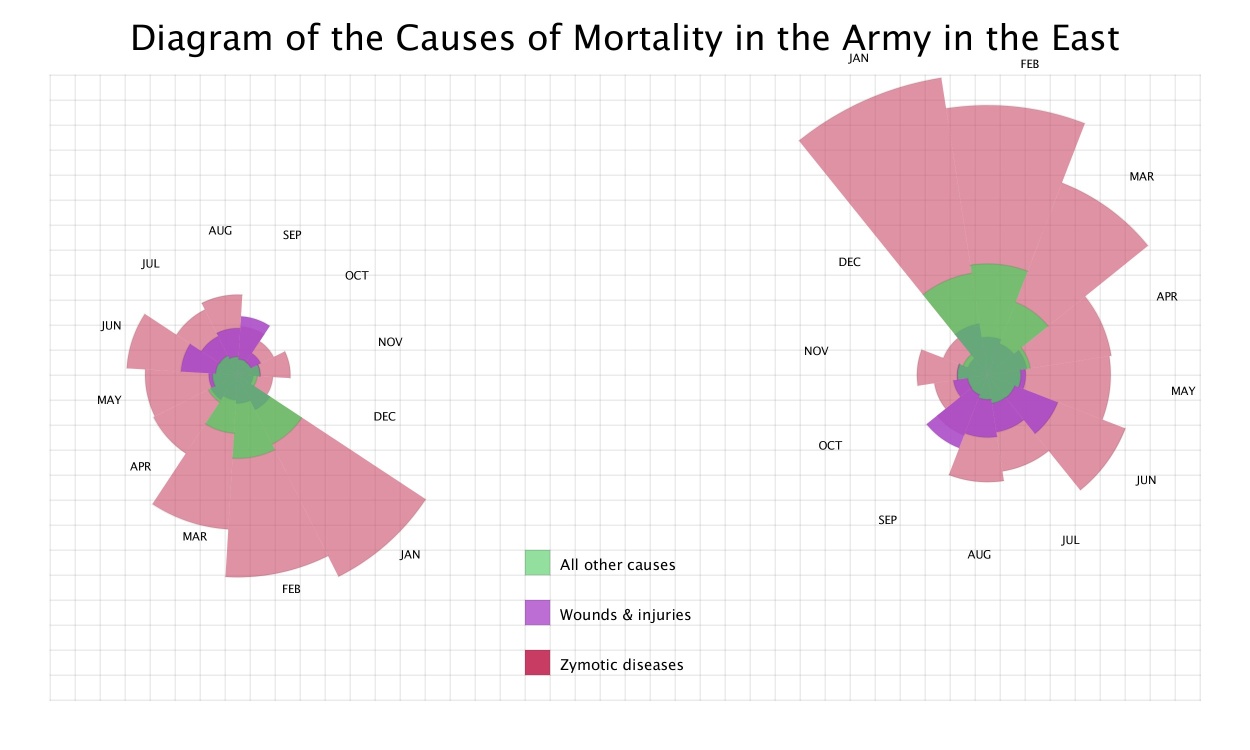 Diagram of the Causes of Mortality in the Army in the East
JAN
FEB
MAR
APR
MAY
JUN
JUL
AUG
SEP
OCT
NOV
DEC
AUG
SEP
JUL
OCT
JUN
NOV
MAY
DEC
APR
MAR
JAN
FEB
All other causes
Wounds & injuries
Zymotic diseases